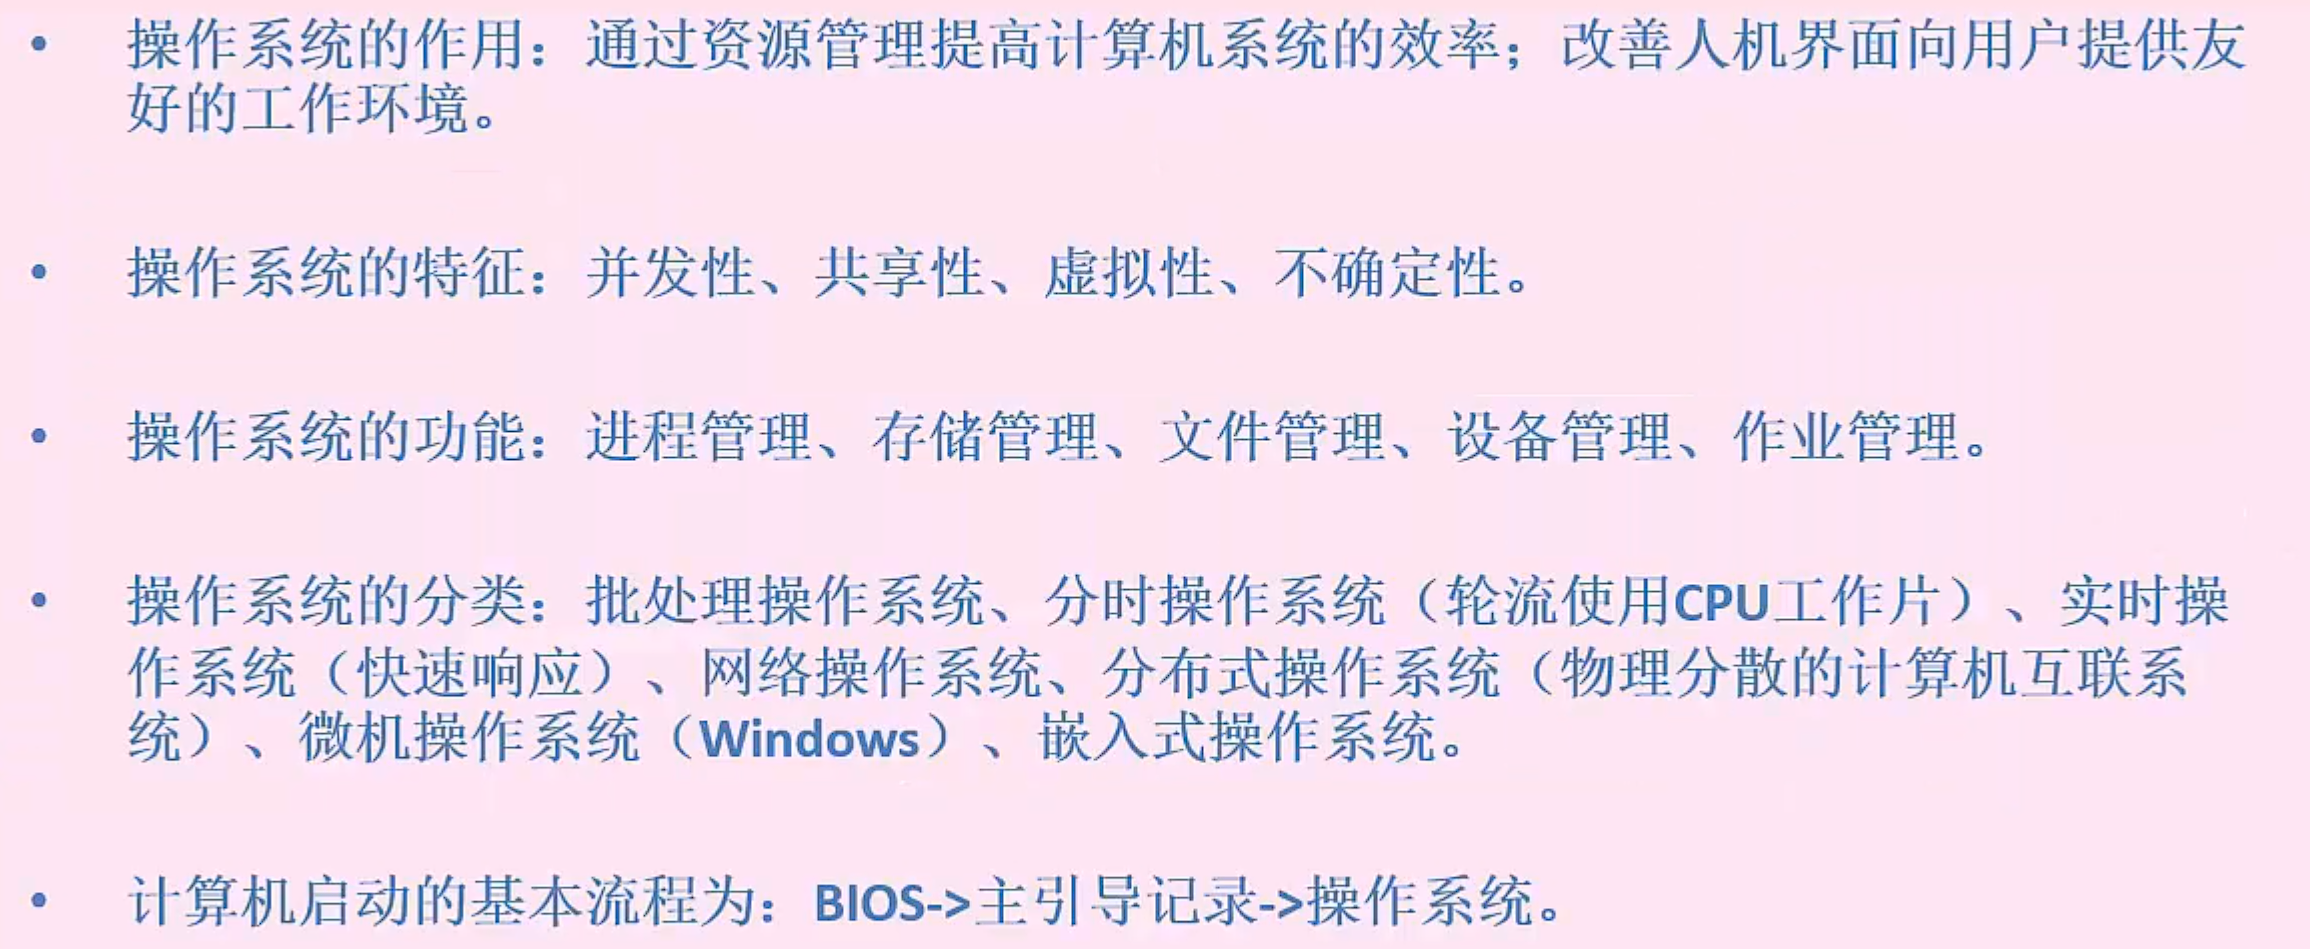 • 操作系统的作用：通过资源管理提高计算机系统的效率；改善人机界面向用户提供友
好的工作环境。
• 操作系统的特征：并发性、共享性、虚拟性、不确定性。
• 操作系统的功能：进程管理、存储管理、文件管理、设备管理、作业管理。
• 操作系统的分类：批处理操作系统、分时操作系统（轮流使用CPU工作片）、实时操
作系统（快速响应）、网络操作系统、分布式操作系统（物理分散的计算机互联系
统）、微机操作系统（Windows）、嵌入式操作系统。
• 计算机启动的基本流程为：BIOS->主引导记录->操作系统。